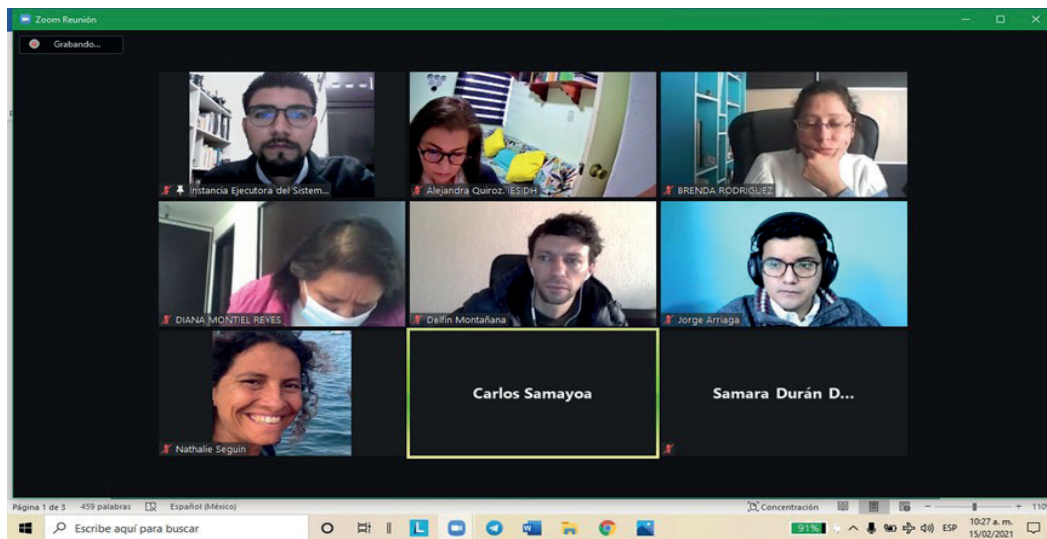 Zoom Reunión
Grabando...
Instancia Ejecutora del Sistem...
Alejandra Quiroz. IESIDH
BRENDA RODRIGUEZ
DIANA MONTIEL REYES
Delfin Montañana
Jorge Arriaga
Nathalie Seguin
Carlos Samayoa
Samara Durán D...
Página 1 de 3 459 palabras Español (México) Concentración 110%
Escribe aquí para buscar 91% ESP 10:27 a. m.
15/02/2021